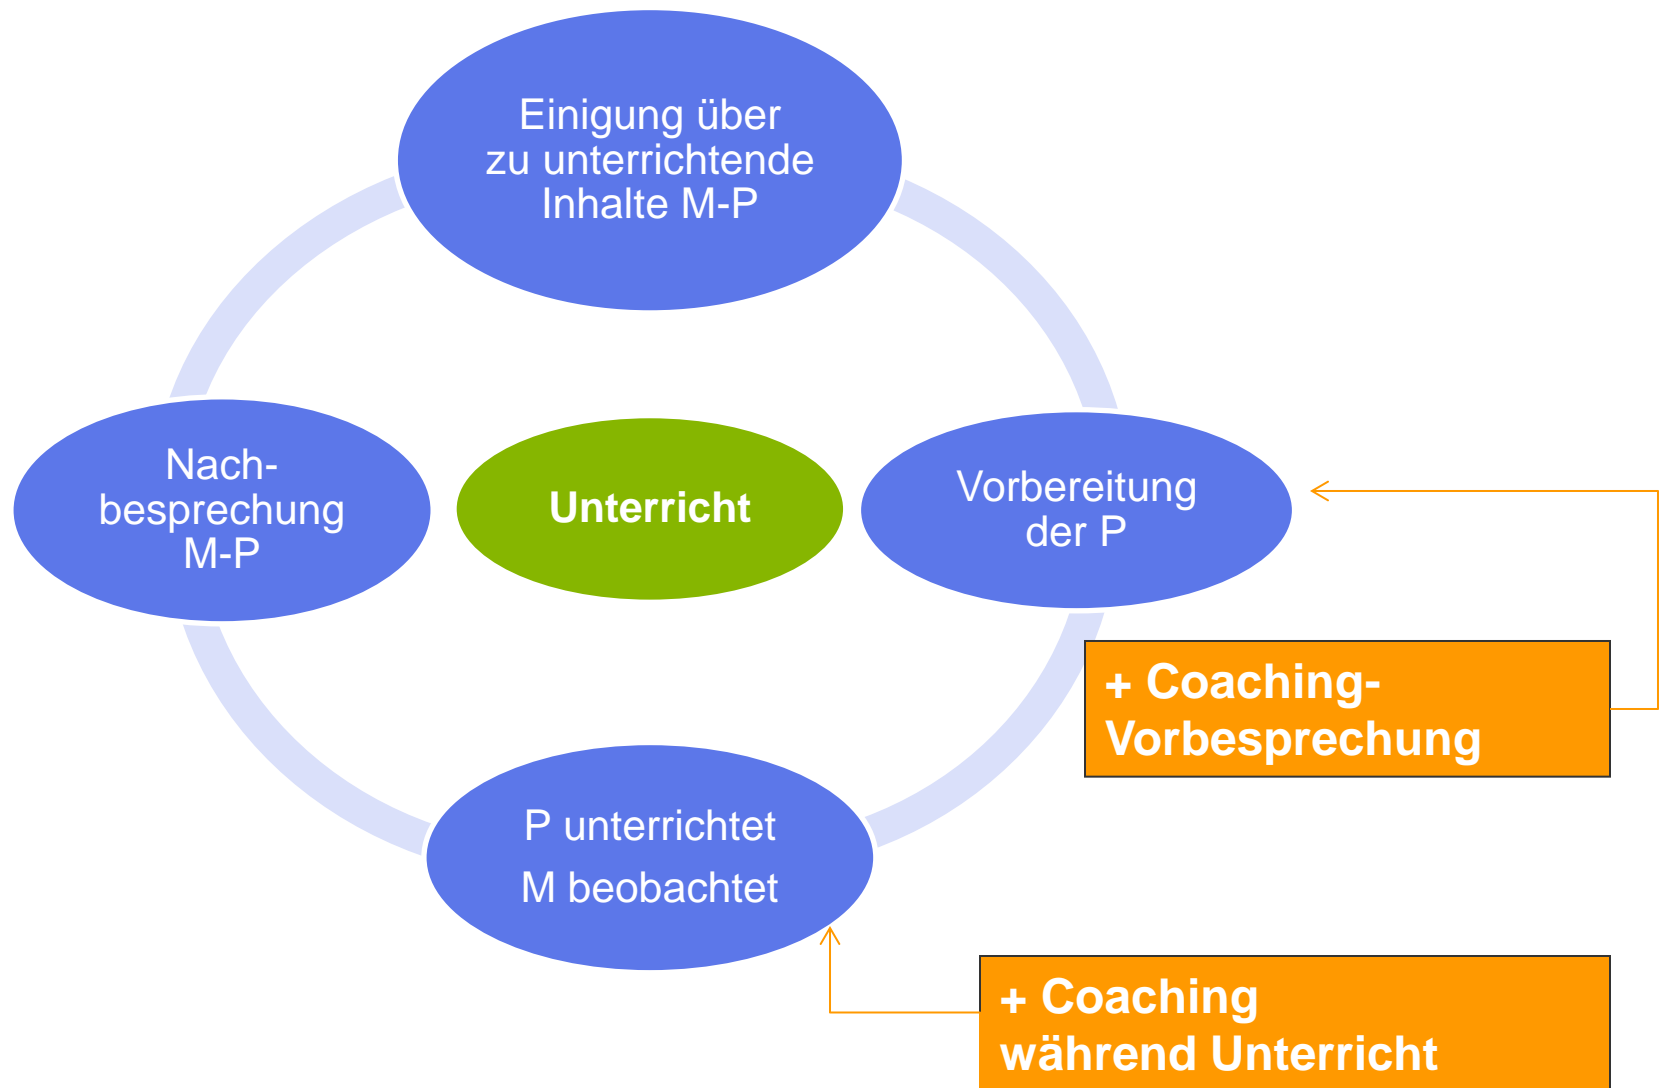 Einigung über
zu unterrichtende
Inhalte M-P
Nach-
besprechung
M-P
Unterricht
Vorbereitung
der P
+ Coaching-
Vorbesprechung
P unterrichtet
M beobachtet
+ Coaching
während Unterricht